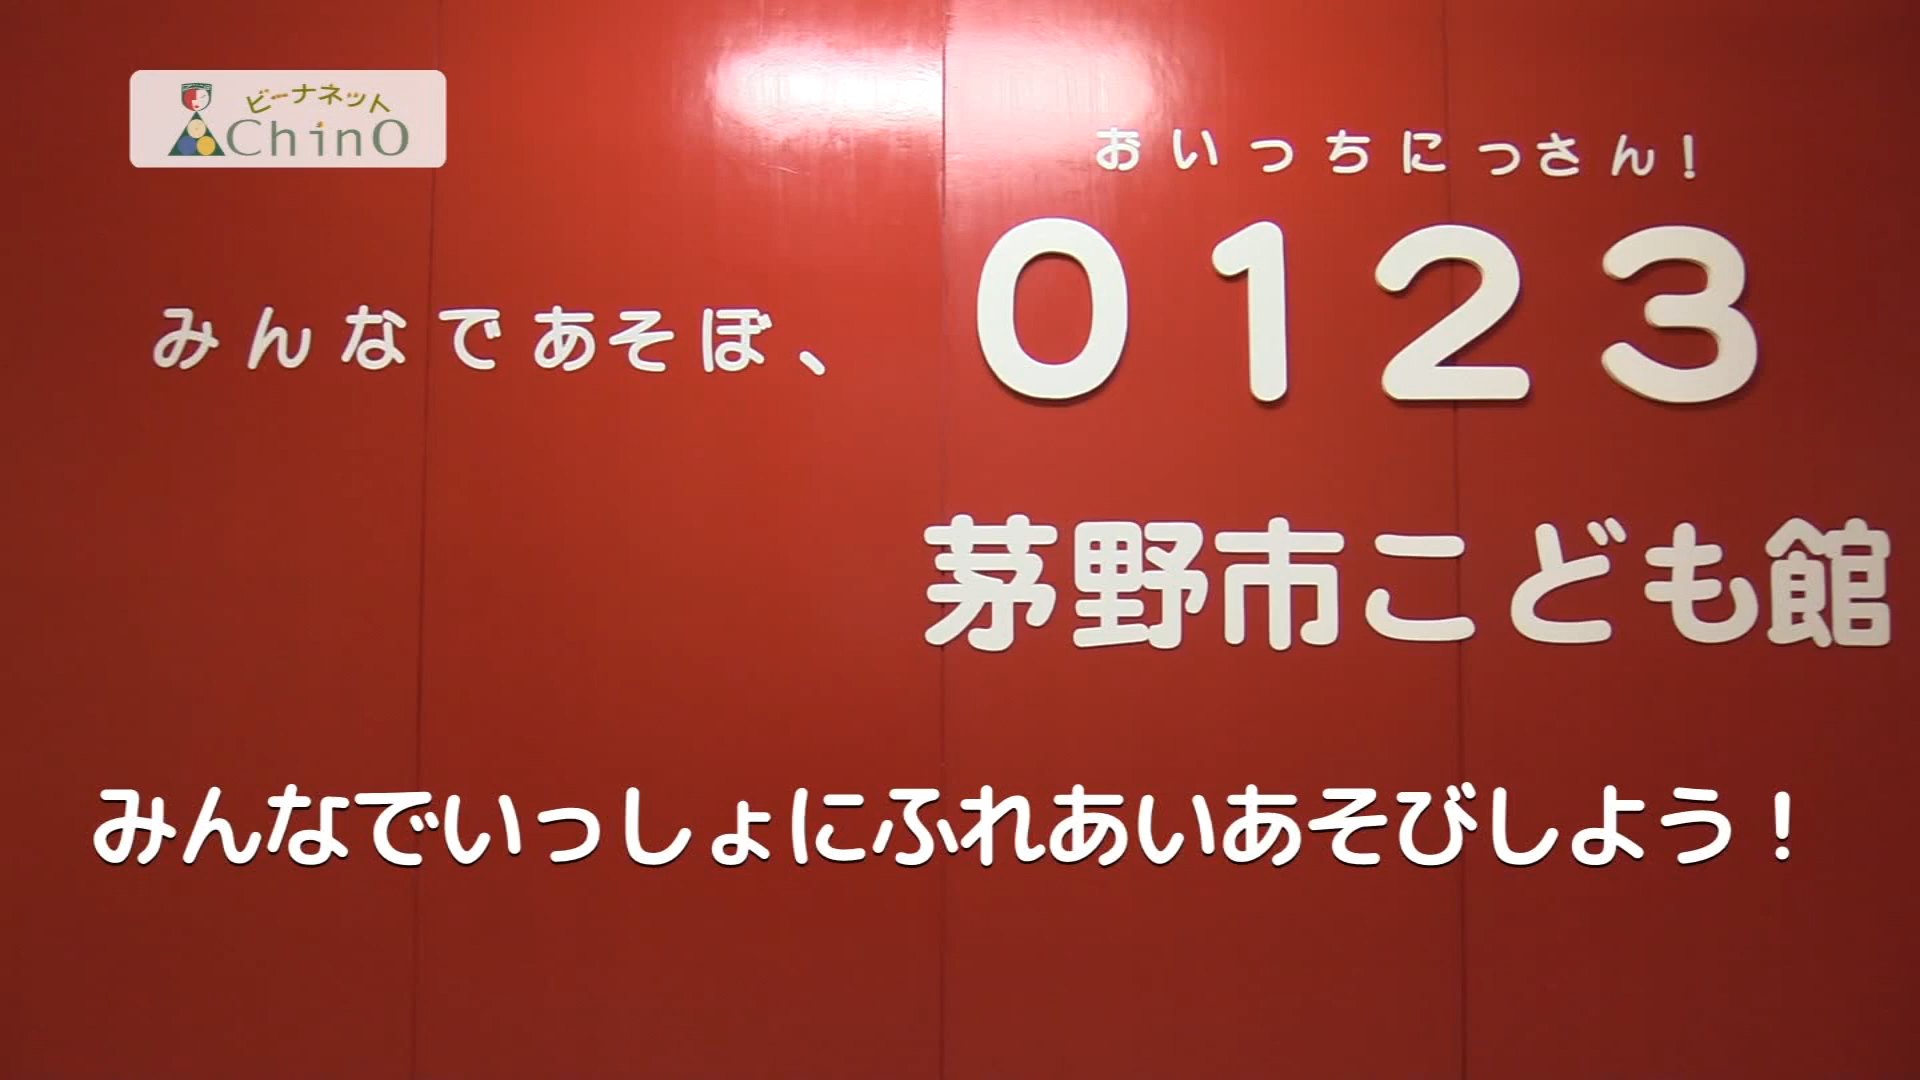 ビーナネット
ChinO
おいっちにっさん!
みんなであそぼ、0123
茅野市こども館
みんなでいっしょにふれあいあそびしよう!